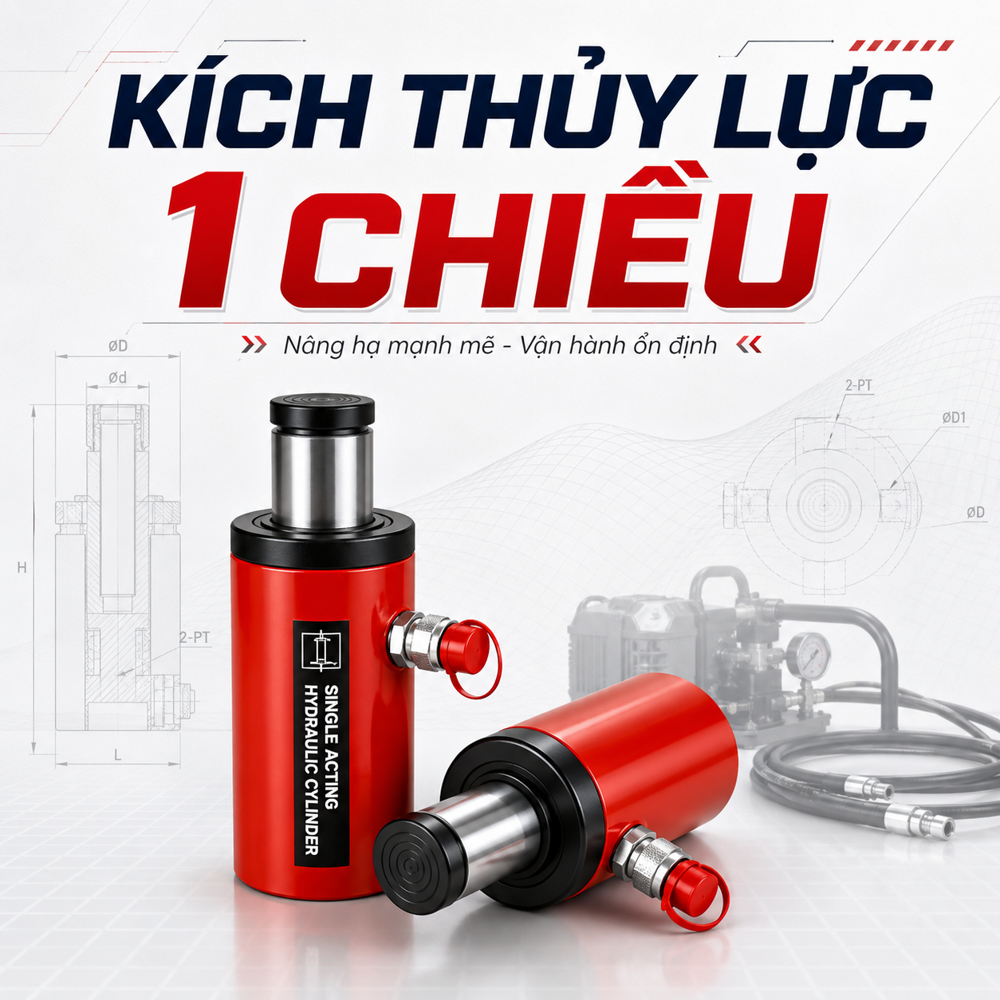 KÍCH THỦY LỰC
1 CHIỀU
Nâng hạ mạnh mẽ - Vận hành ổn định
ØD
Ød
H
2-PT
L
2-PT
ØD1
ØD
SINGLE ACTING
HYDRAULIC CYLINDER